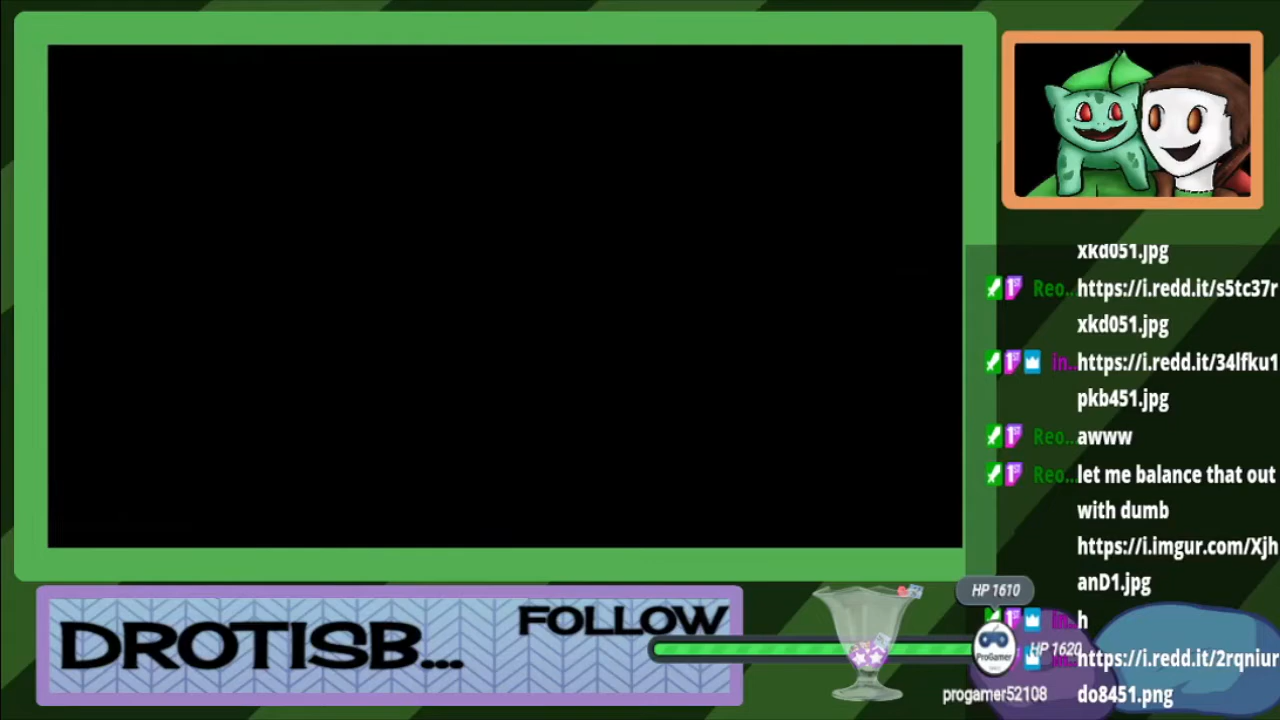 xkd051.jpg
Reo... https://i.redd.it/s5tc37r
xkd051.jpg
in... https://i.redd.it/34lfku1
pkb451.jpg
Reo... awww
Reo... let me balance that out
with dumb
https://i.imgur.com/Xjh
anD1.jpg
HP 1610
h
FOLLOW
DROTISB...
ProGamer
HP 1620
https://i.redd.it/2rqniur
do8451.png
progamer52108